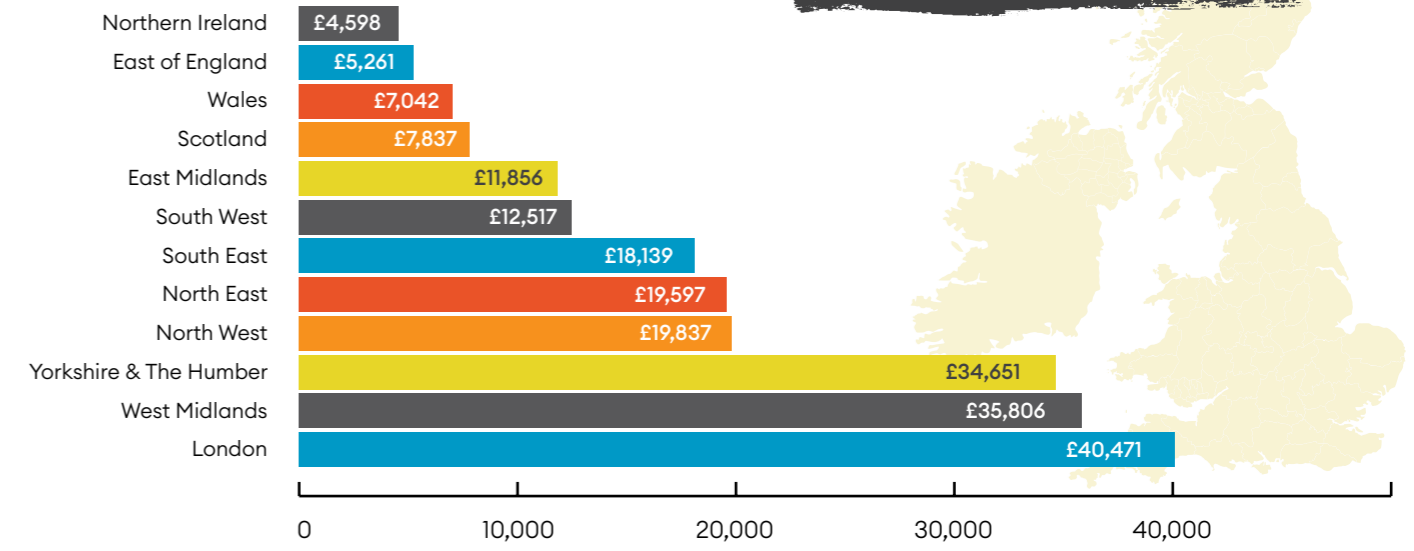 Northern Ireland £4,598
East of England £5,261
Wales £7,042
Scotland £7,837
East Midlands £11,856
South West £12,517
South East £18,139
North East £19,597
North West £19,837
Yorkshire & The Humber £34,651
West Midlands £35,806
London £40,471
0 10,000 20,000 30,000 40,000